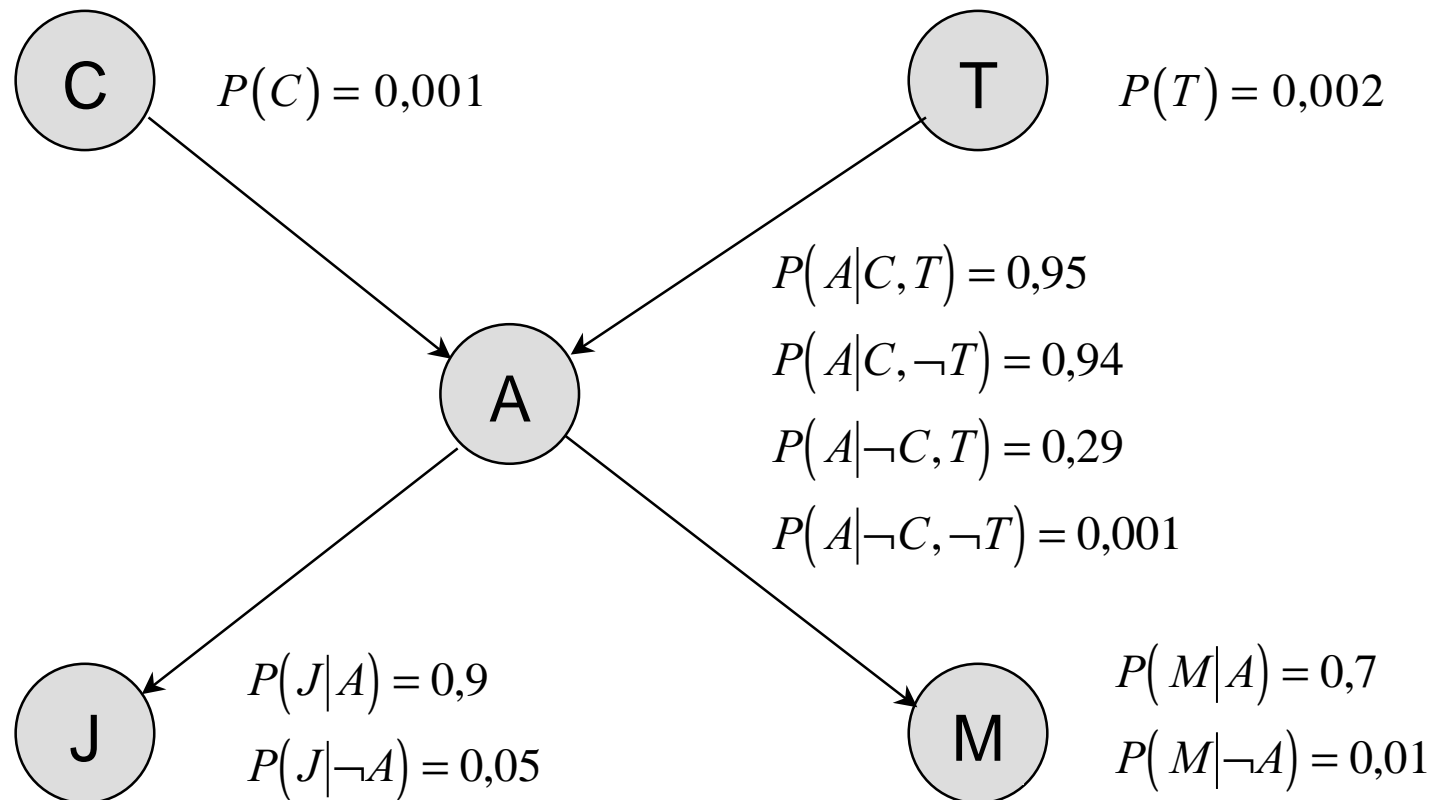 C P(C) = 0,001
T P(T) = 0,002
P(A|C, T) = 0,95
P(A|C, ¬T) = 0,94
A
P(A|¬C, T) = 0,29
P(A|¬C, ¬T) = 0,001
J
P(J|A) = 0,9
P(J|¬A) = 0,05
M
P(M|A) = 0,7
P(M|¬A) = 0,01